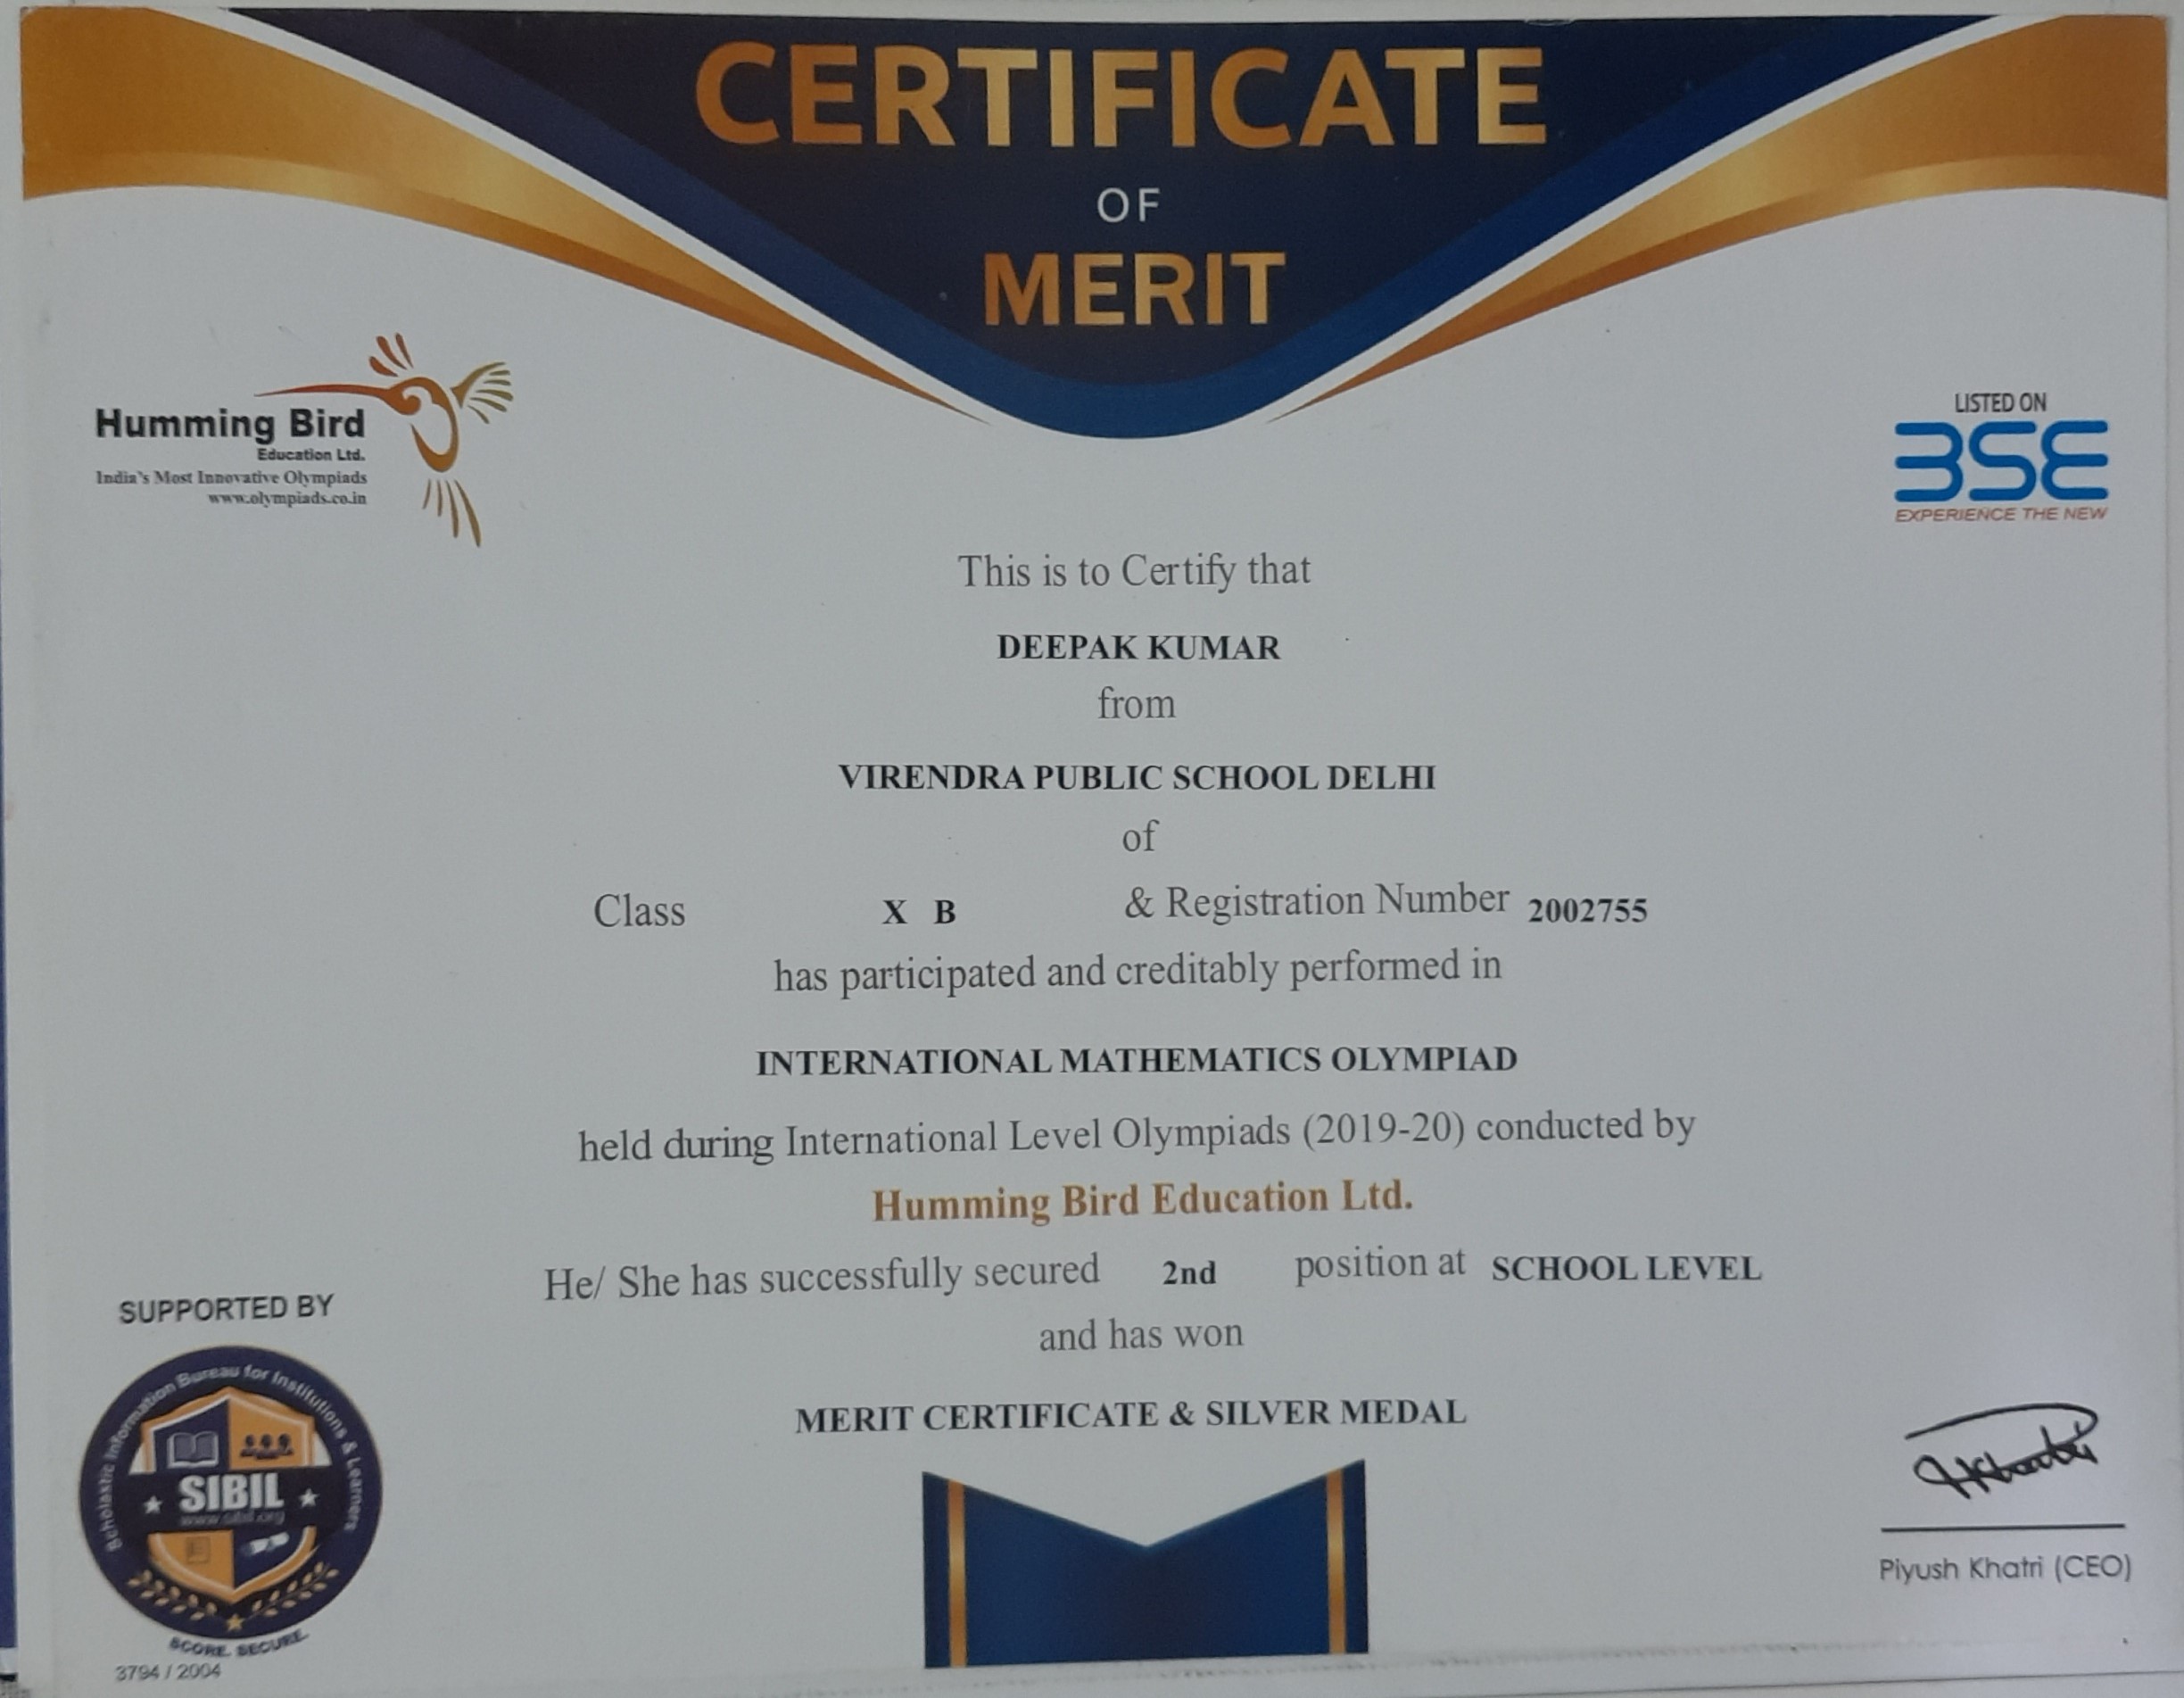 CERTIFICATE
OF
MERIT
Humming Bird
Education Ltd.
India's Most Innovative Olympiads
www.olympiads.co.in
LISTED ON
BSE
EXPERIENCE THE NEW
This is to Certify that
DEEPAK KUMAR
from
VIRENDRA PUBLIC SCHOOL DELHI
of
Class X B & Registration Number 2002755
has participated and creditably performed in
INTERNATIONAL MATHEMATICS OLYMPIAD
held during International Level Olympiads (2019-20) conducted by
Humming Bird Education Ltd.
He/ She has successfully secured 2nd position at SCHOOL LEVEL
and has won
MERIT CERTIFICATE & SILVER MEDAL
SUPPORTED BY
Scholastic Information Bureau for Institutions & Learners
SIBIL
www.sibil.org
SCORE. SECURE.
3794 / 2004
Piyush Khatri (CEO)